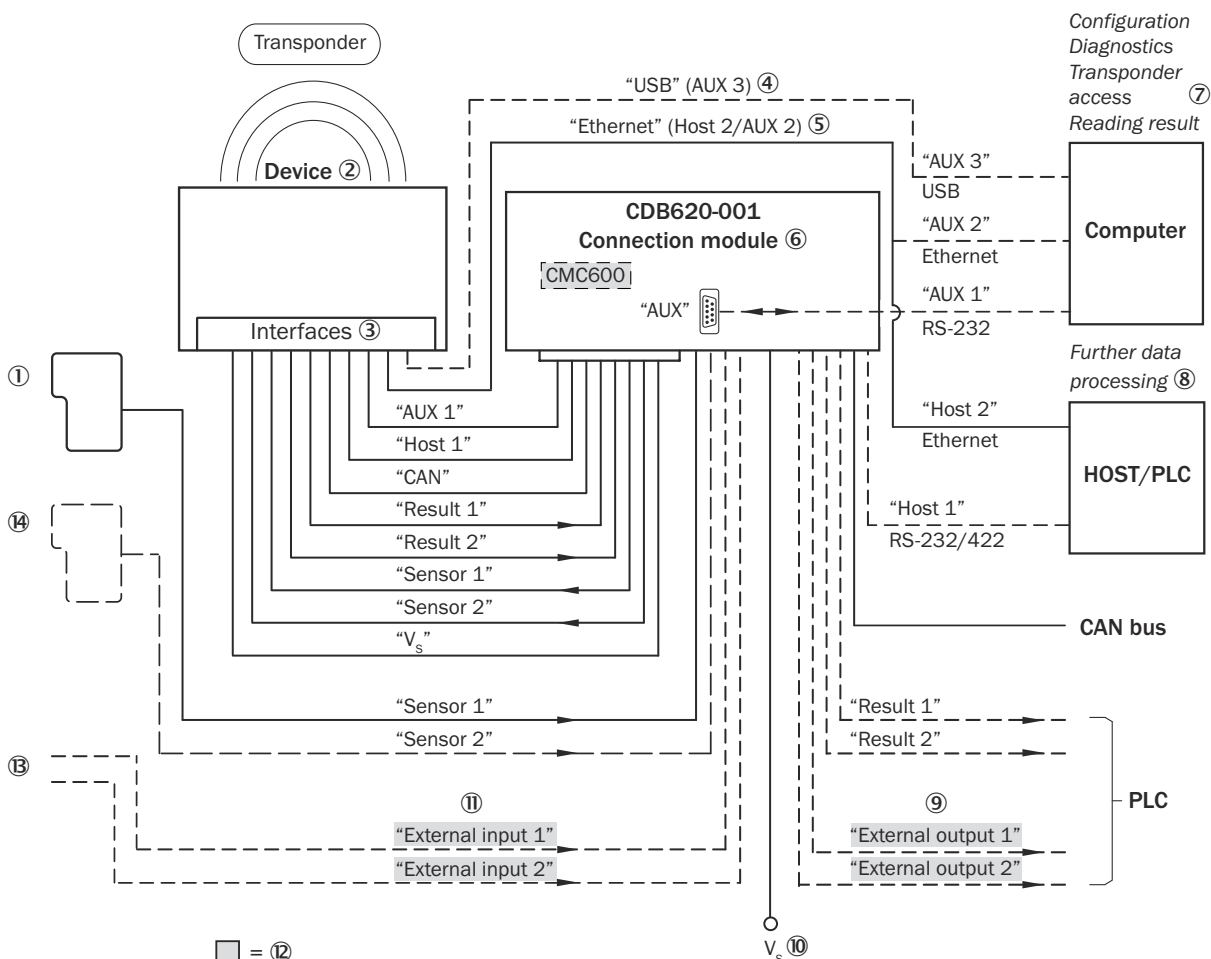 Configuration
Diagnostics
Transponder
access ⑦
Reading result
Transponder
“USB” (AUX 3) ④
“Ethernet” (Host 2/AUX 2) ⑤
Device ②
Interfaces ③
CDB620-001
Connection module ⑥
CMC600
“AUX”
“AUX 3”
USB
“AUX 2”
Ethernet
“AUX 1”
RS-232
Computer
Further data
processing ⑧
“Host 2”
Ethernet
“Host 1”
RS-232/422
HOST/PLC
CAN bus
①
⑭
“AUX 1”
“Host 1”
“CAN”
“Result 1”
“Result 2”
“Sensor 1”
“Sensor 2”
“Vs”
“Sensor 1”
“Sensor 2”
⑬
⑪
“External input 1”
“External input 2”
“Result 1”
“Result 2”
⑨
“External output 1”
“External output 2”
PLC
= ⑫
Vs ⑩